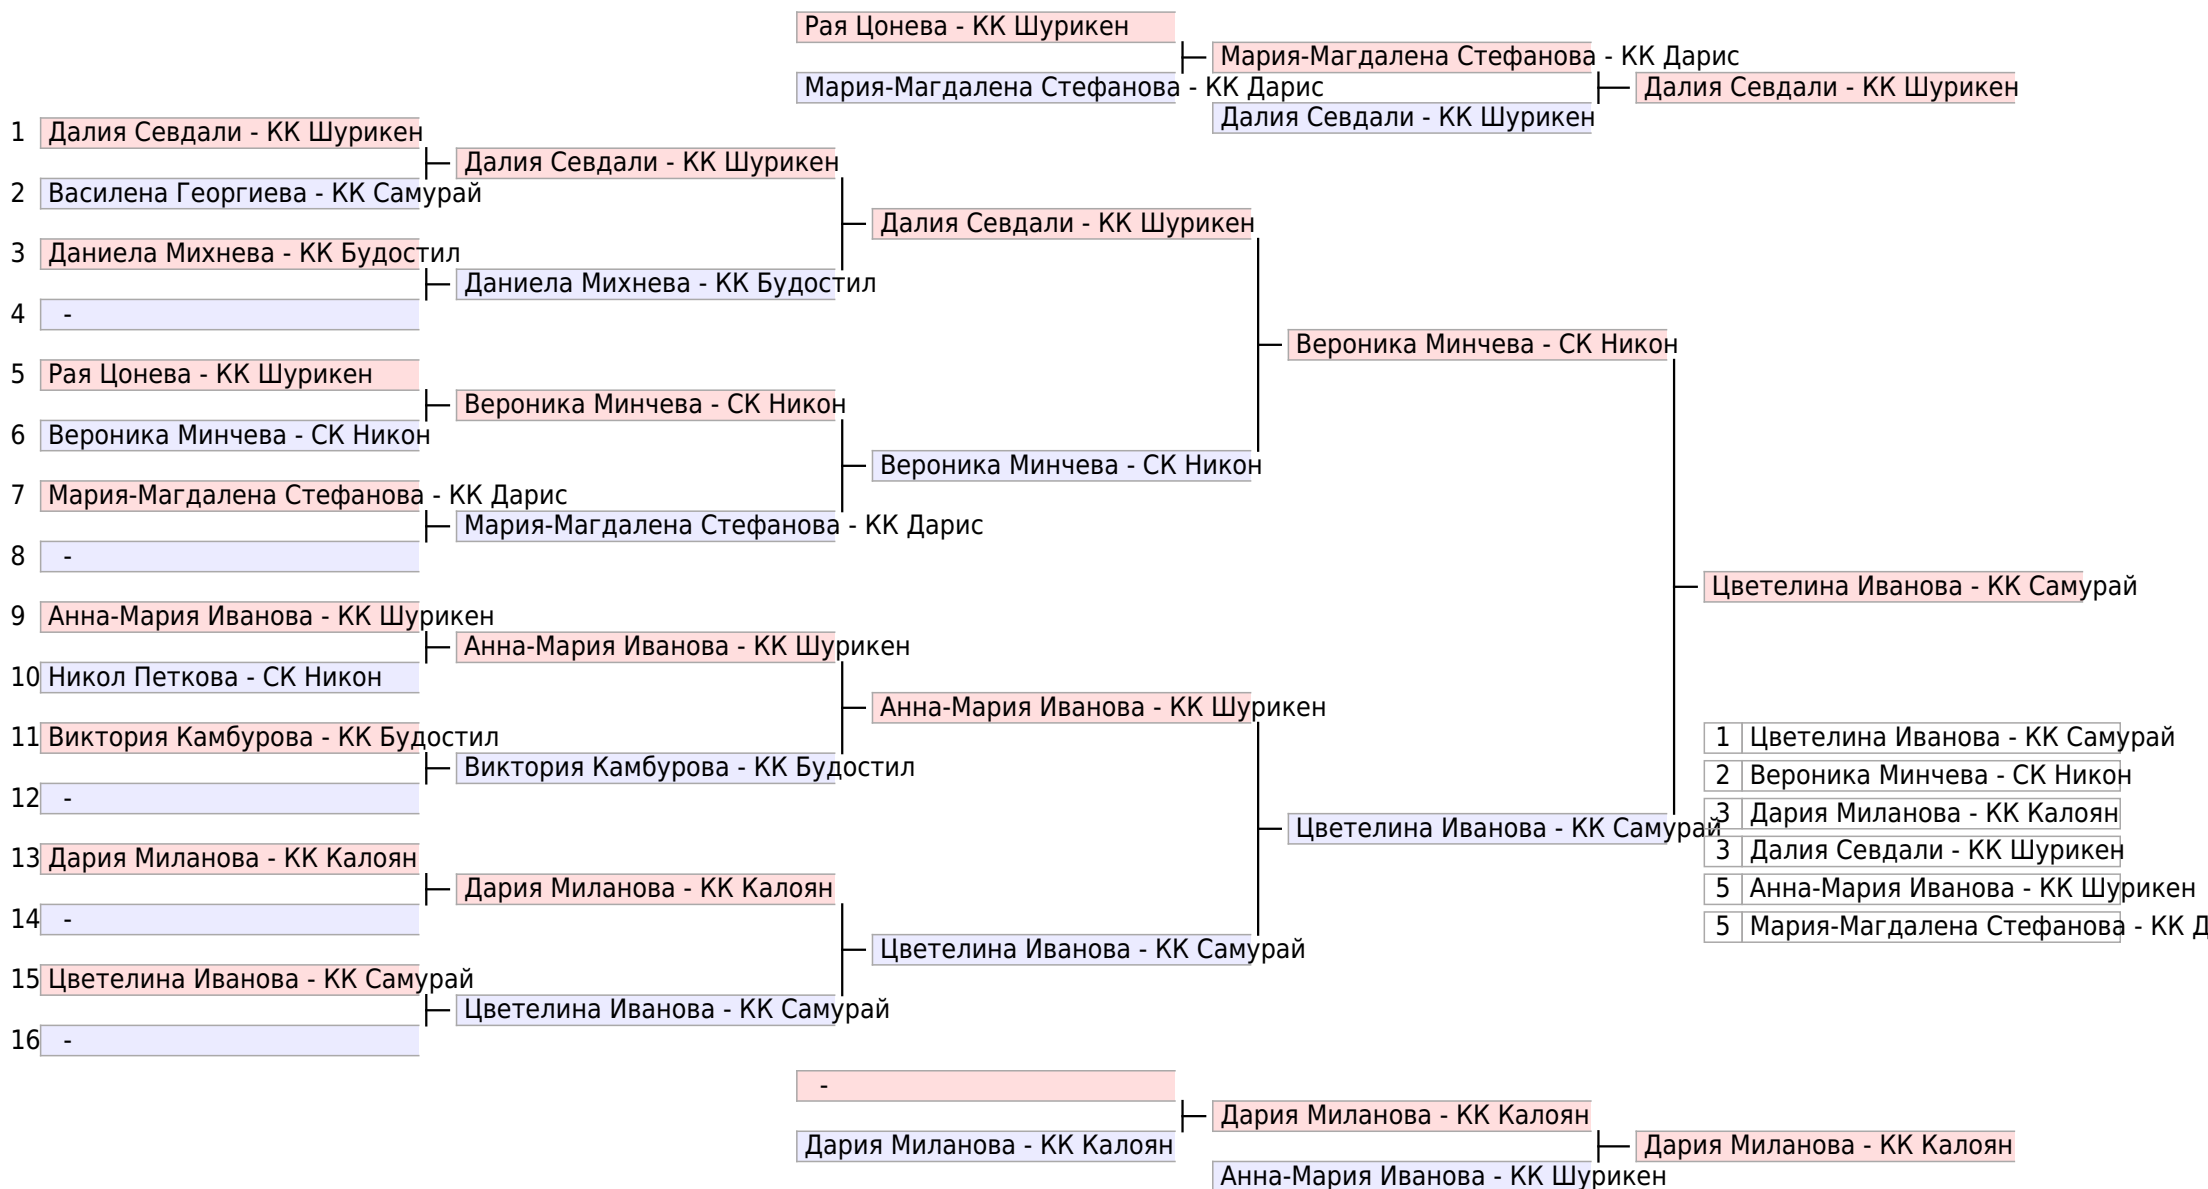 Рая Цонева - КК Шурикен
Мария-Магдалена Стефанова - КК Дарис
Мария-Магдалена Стефанова - КК Дарис
Далия Севдали - КК Шурикен
Далия Севдали - КК Шурикен
1 Далия Севдали - КК Шурикен
Далия Севдали - КК Шурикен
2 Василена Георгиева - КК Самурай
Далия Севдали - КК Шурикен
3 Даниела Михнева - КК Будостил
Даниела Михнева - КК Будостил
4 -
Вероника Минчева - СК Никон
5 Рая Цонева - КК Шурикен
Вероника Минчева - СК Никон
6 Вероника Минчева - СК Никон
Вероника Минчева - СК Никон
7 Мария-Магдалена Стефанова - КК Дарис
Мария-Магдалена Стефанова - КК Дарис
8 -
Цветелина Иванова - КК Самурай
9 Анна-Мария Иванова - КК Шурикен
Анна-Мария Иванова - КК Шурикен
10 Никол Петкова - СК Никон
Анна-Мария Иванова - КК Шурикен
11 Виктория Камбурова - КК Будостил
Виктория Камбурова - КК Будостил
12 -
Цветелина Иванова - КК Самурай
13 Дария Миланова - КК Калоян
Дария Миланова - КК Калоян
14 -
Цветелина Иванова - КК Самурай
15 Цветелина Иванова - КК Самурай
Цветелина Иванова - КК Самурай
16 -
1 Цветелина Иванова - КК Самурай
2 Вероника Минчева - СК Никон
3 Дария Миланова - КК Калоян
3 Далия Севдали - КК Шурикен
5 Анна-Мария Иванова - КК Шурикен
5 Мария-Магдалена Стефанова - КК Д
-
Дария Миланова - КК Калоян
Дария Миланова - КК Калоян
Дария Миланова - КК Калоян
Анна-Мария Иванова - КК Шурикен